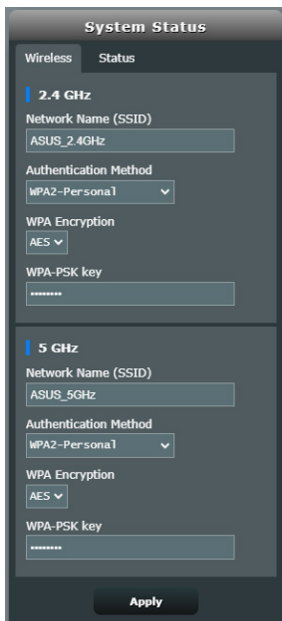 System Status
Wireless Status
2.4 GHz
Network Name (SSID)
ASUS_2.4GHz
Authentication Method
WPA2-Personal
WPA Encryption
AES
WPA-PSK key
••••••••
5 GHz
Network Name (SSID)
ASUS_5GHz
Authentication Method
WPA2-Personal
WPA Encryption
AES
WPA-PSK key
••••••••
Apply